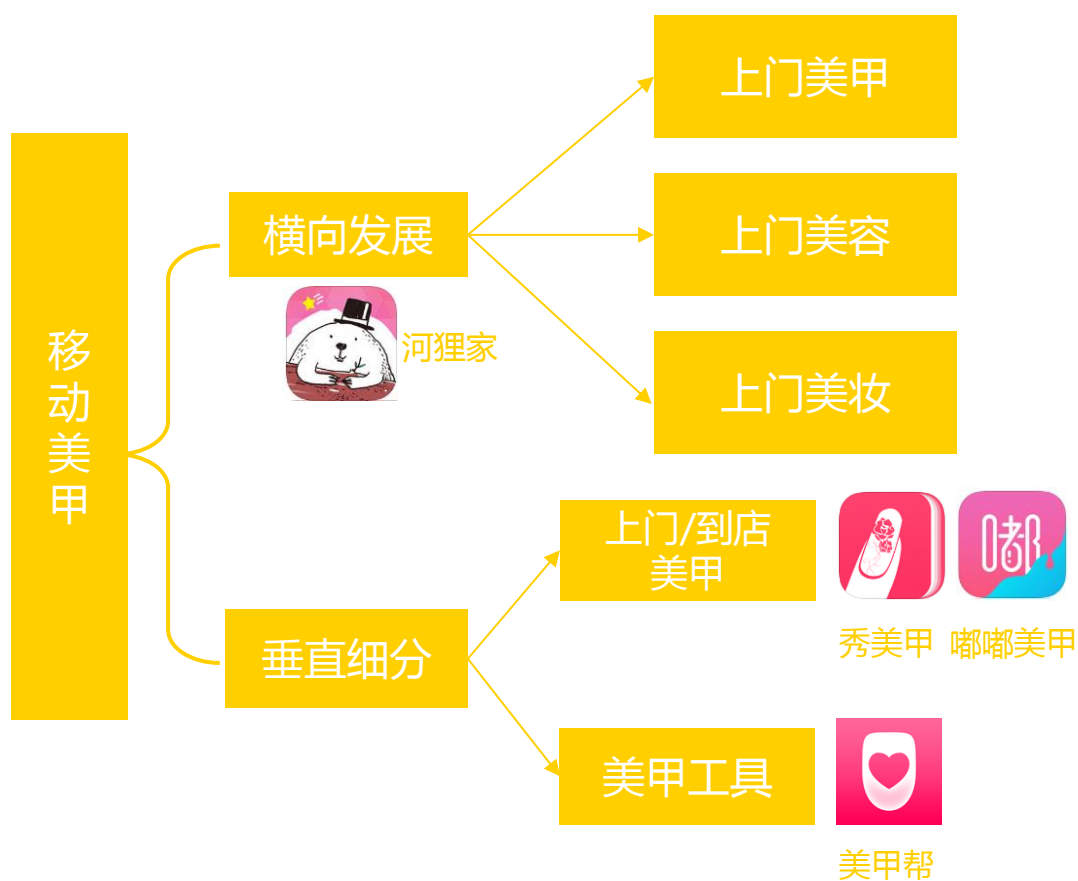 移动美甲
横向发展
河狸家
上门美甲
上门美容
上门美妆
垂直细分
上门/到店
美甲
嘟
秀美甲
嘟嘟美甲
美甲工具
美甲帮